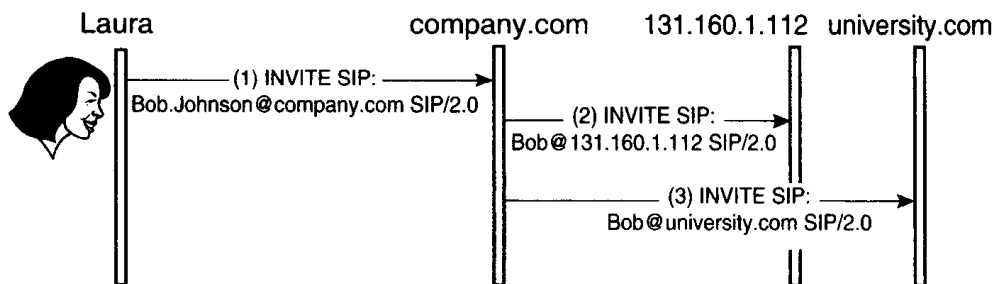 Laura company.com 131.160.1.112 university.com
(1) INVITE SIP:
Bob.Johnson@company.com SIP/2.0
(2) INVITE SIP:
Bob@131.160.1.112 SIP/2.0
(3) INVITE SIP:
Bob@university.com SIP/2.0